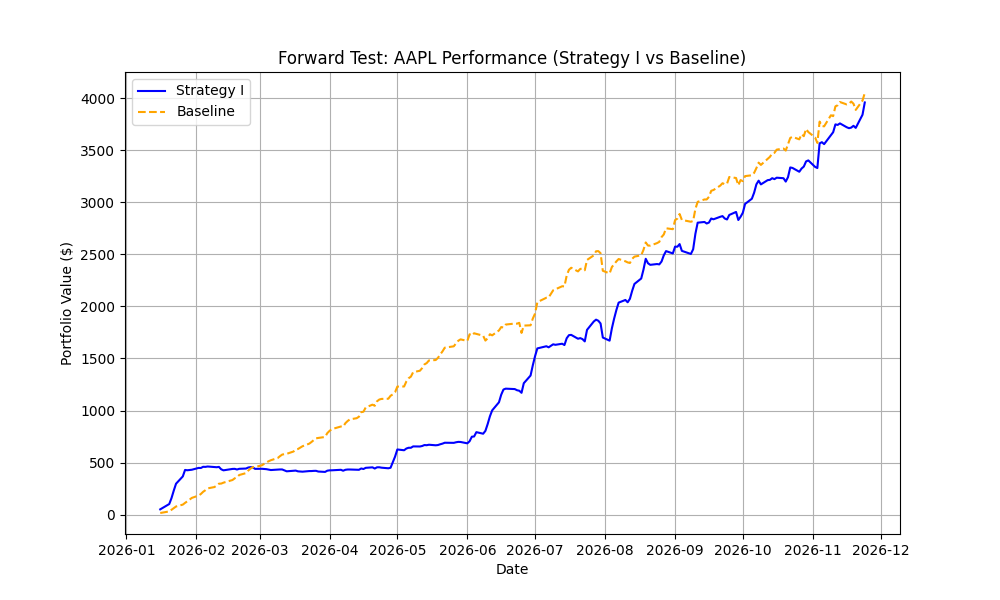 Forward Test: AAPL Performance (Strategy I vs Baseline)
Strategy I
Baseline
Portfolio Value ($)
4000
3500
3000
2500
2000
1500
1000
500
0
2026-01 2026-02 2026-03 2026-04 2026-05 2026-06 2026-07 2026-08 2026-09 2026-10 2026-11 2026-12
Date